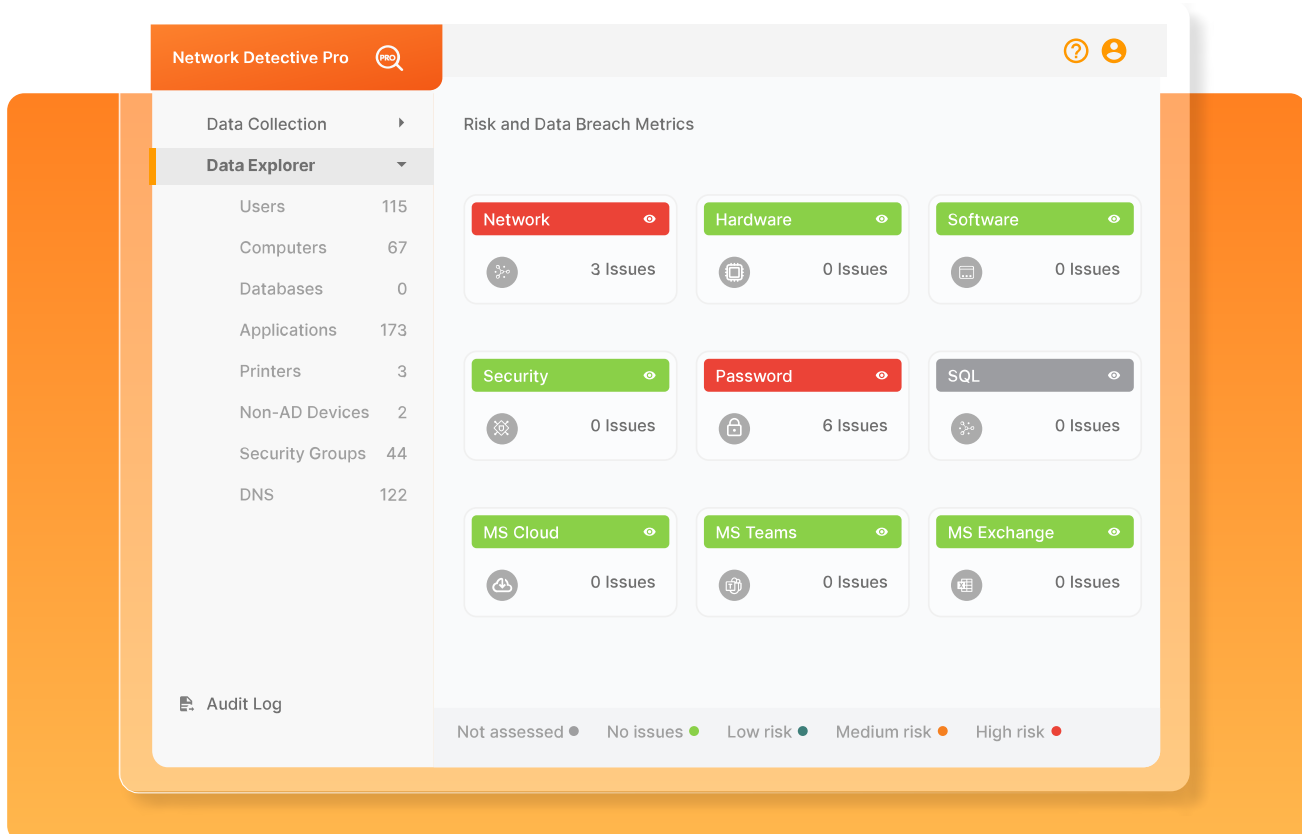 Network Detective Pro PRO
Data Collection
Data Explorer
Users 115
Computers 67
Databases 0
Applications 173
Printers 3
Non-AD Devices 2
Security Groups 44
DNS 122
Audit Log
Risk and Data Breach Metrics
Network Hardware Software
3 Issues 0 Issues 0 Issues
Security Password SQL
0 Issues 6 Issues 0 Issues
MS Cloud MS Teams MS Exchange
0 Issues 0 Issues 0 Issues
Not assessed No issues Low risk Medium risk High risk